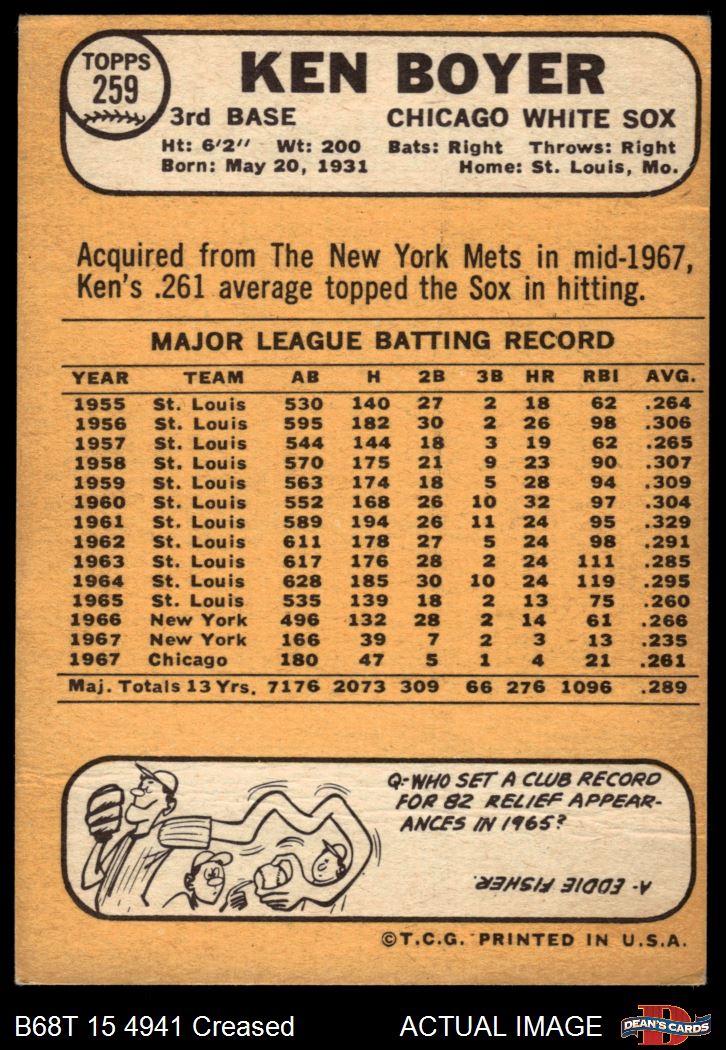 TOPPS
259
KEN BOYER
3rd BASE CHICAGO WHITE SOX
Ht: 6'2" Wt: 200 Bats: Right Throws: Right
Born: May 20, 1931 Home: St. Louis, Mo.
Acquired from The New York Mets in mid-1967,
Ken's .261 average topped the Sox in hitting.
MAJOR LEAGUE BATTING RECORD
YEAR TEAM AB H 2B 3B HR RBI AVG.
1955 St. Louis 530 140 27 2 18 62 .264
1956 St. Louis 595 182 30 2 26 98 .306
1957 St. Louis 544 144 18 3 19 62 .265
1958 St. Louis 570 175 21 9 23 90 .307
1959 St. Louis 563 174 18 5 28 94 .309
1960 St. Louis 552 168 26 10 32 97 .304
1961 St. Louis 589 194 26 11 24 95 .329
1962 St. Louis 611 178 27 5 24 98 .291
1963 St. Louis 617 176 28 2 24 111 .285
1964 St. Louis 628 185 30 10 24 119 .295
1965 St. Louis 535 139 18 2 13 75 .260
1966 New York 496 132 28 2 14 61 .266
1967 New York 166 39 7 2 3 13 .235
1967 Chicago 180 47 5 1 4 21 .261
Maj. Totals 13 Yrs. 7176 2073 309 66 276 1096 .289
Q-WHO SET A CLUB RECORD
FOR 82 RELIEF APPEAR-
ANCES IN 1965?
A- EDDIE FISHER.
©T.C.G. PRINTED IN U.S.A.
B68T 15 4941 Creased ACTUAL IMAGE
D
DEAN'S CARDS